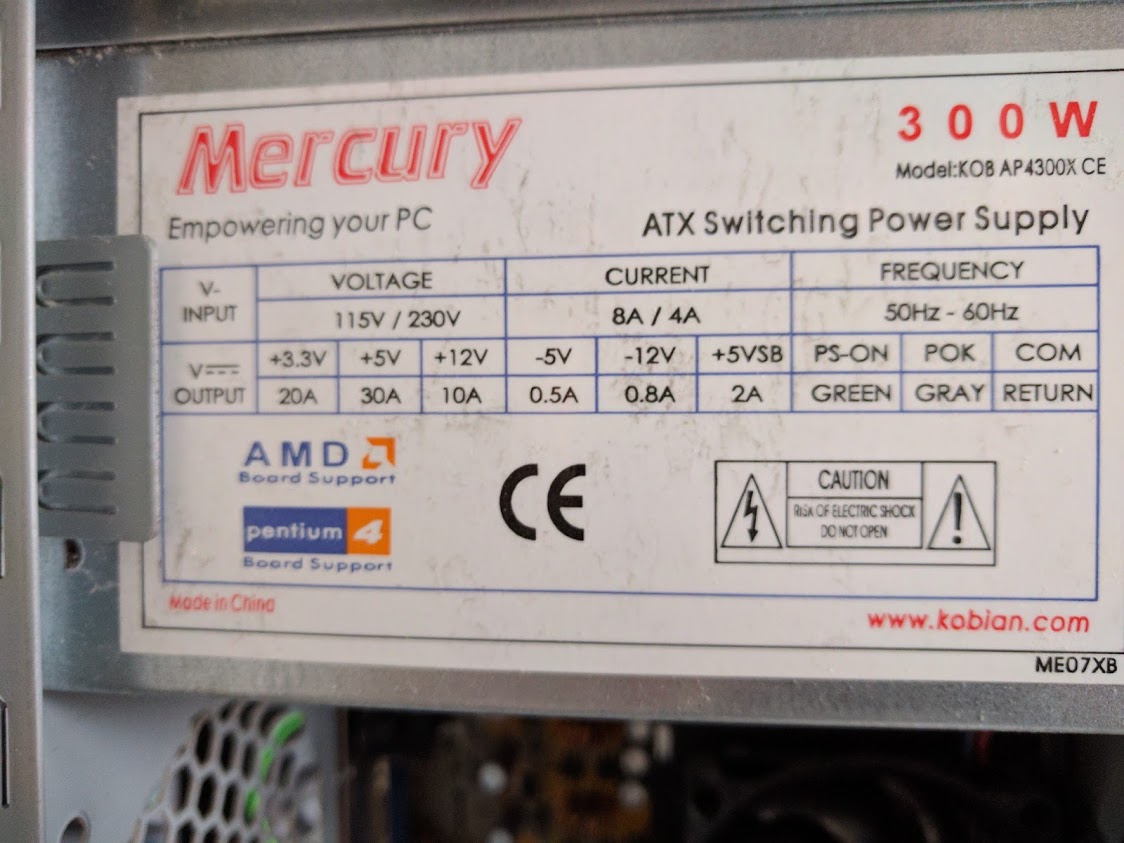 Mercury
300W
Model:KOB AP4300X CE
Empowering your PC
ATX Switching Power Supply
V-INPUT VOLTAGE CURRENT FREQUENCY
115V / 230V 8A / 4A 50Hz - 60Hz
V OUTPUT +3.3V +5V +12V -5V -12V +5VSB PS-ON POK COM
20A 30A 10A 0.5A 0.8A 2A GREEN GRAY RETURN
AMD
Board Support
pentium 4
Board Support
CE
CAUTION
RISK OF ELECTRIC SHOCK
DO NOT OPEN
Made in China
www.kobian.com
ME07XB